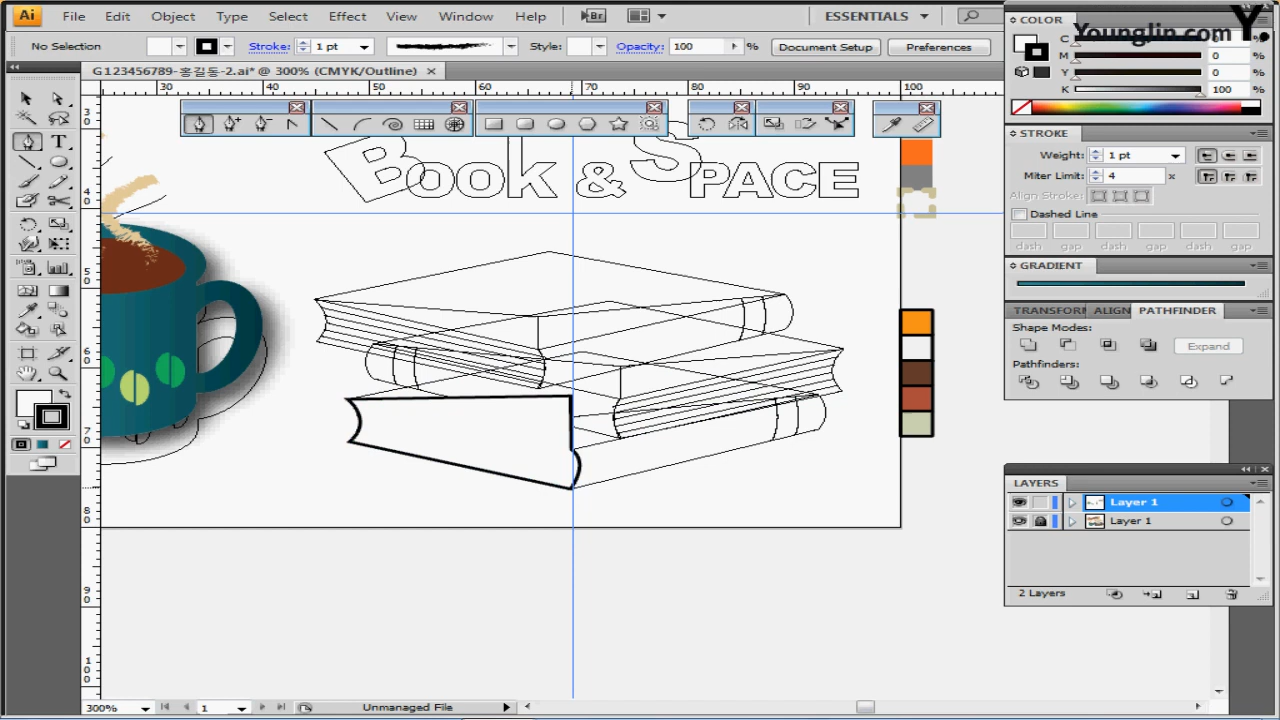 Ai File Edit Object Type Select Effect View Window Help Br ESSENTIALS
No Selection Stroke: 1 pt Style: Opacity: 100 % Document Setup Preferences
G123456789-홍길동-2.ai* @ 300% (CMYK/Outline)
30 40 50 60 70 80 90 100
BOOK & SPACE
300% 1 Unmanaged File
COLOR
Younglin.com Y.
C %
M 0 %
Y 0 %
K 100 %
STROKE
Weight: 1 pt
Miter Limit: 4 x
Align Stroke:
Dashed Line
dash gap dash gap dash gap
GRADIENT
TRANSFORM ALIGN PATHFINDER
Shape Modes:
Expand
Pathfinders:
LAYERS
Layer 1
Layer 1
2 Layers